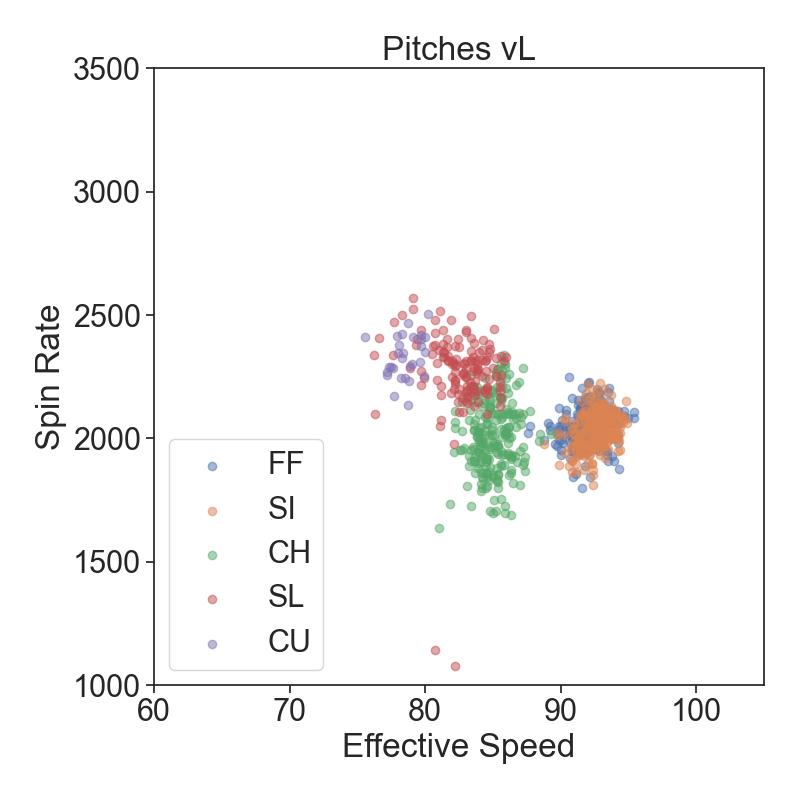 Pitches vL
3500
3000
2500
2000
1500
1000
Spin Rate
FF
SI
CH
SL
CU
60 70 80 90 100
Effective Speed